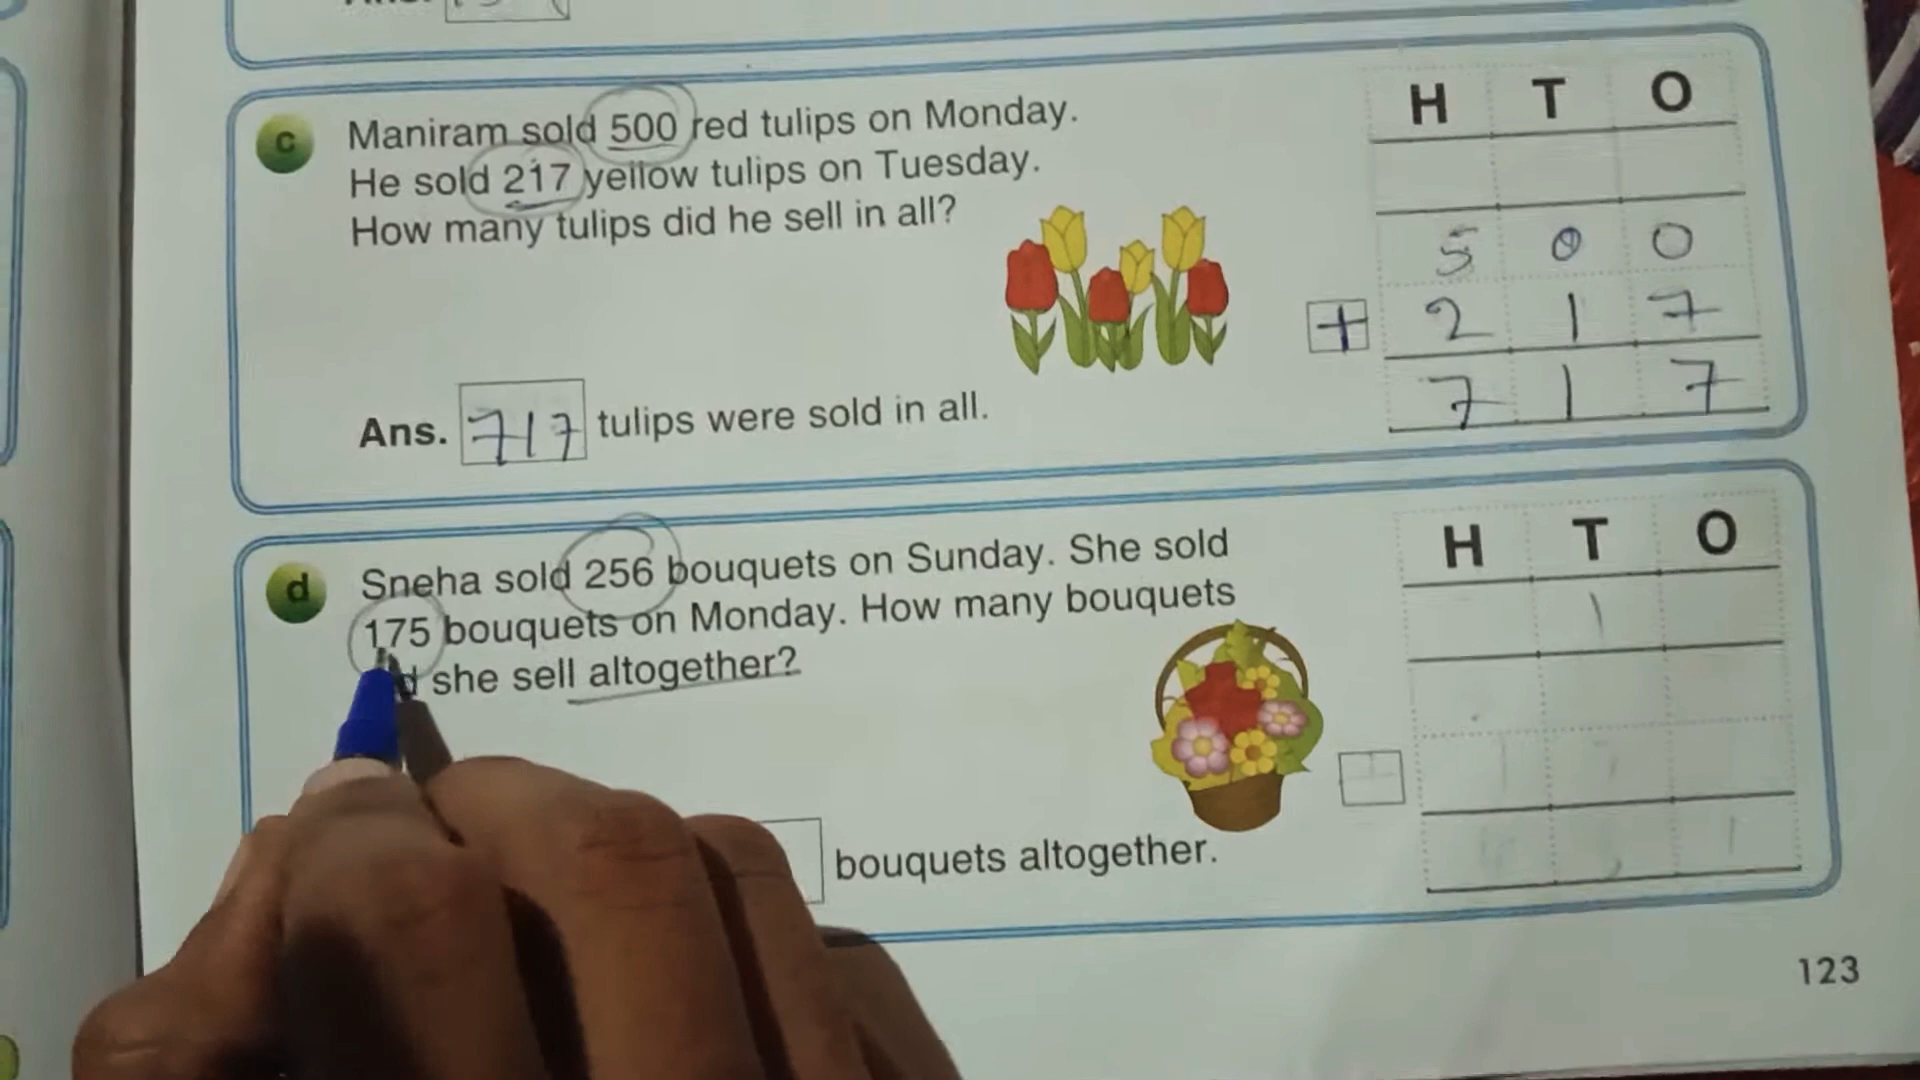 c
Maniram sold 500 red tulips on Monday.
He sold 217 yellow tulips on Tuesday.
How many tulips did he sell in all?
H T O
5 0 0
+ 2 1 7
7 1 7
Ans. 717 tulips were sold in all.
d
Sneha sold 256 bouquets on Sunday. She sold
175 bouquets on Monday. How many bouquets
she sell altogether?
H T O
1
bouquets altogether.
123